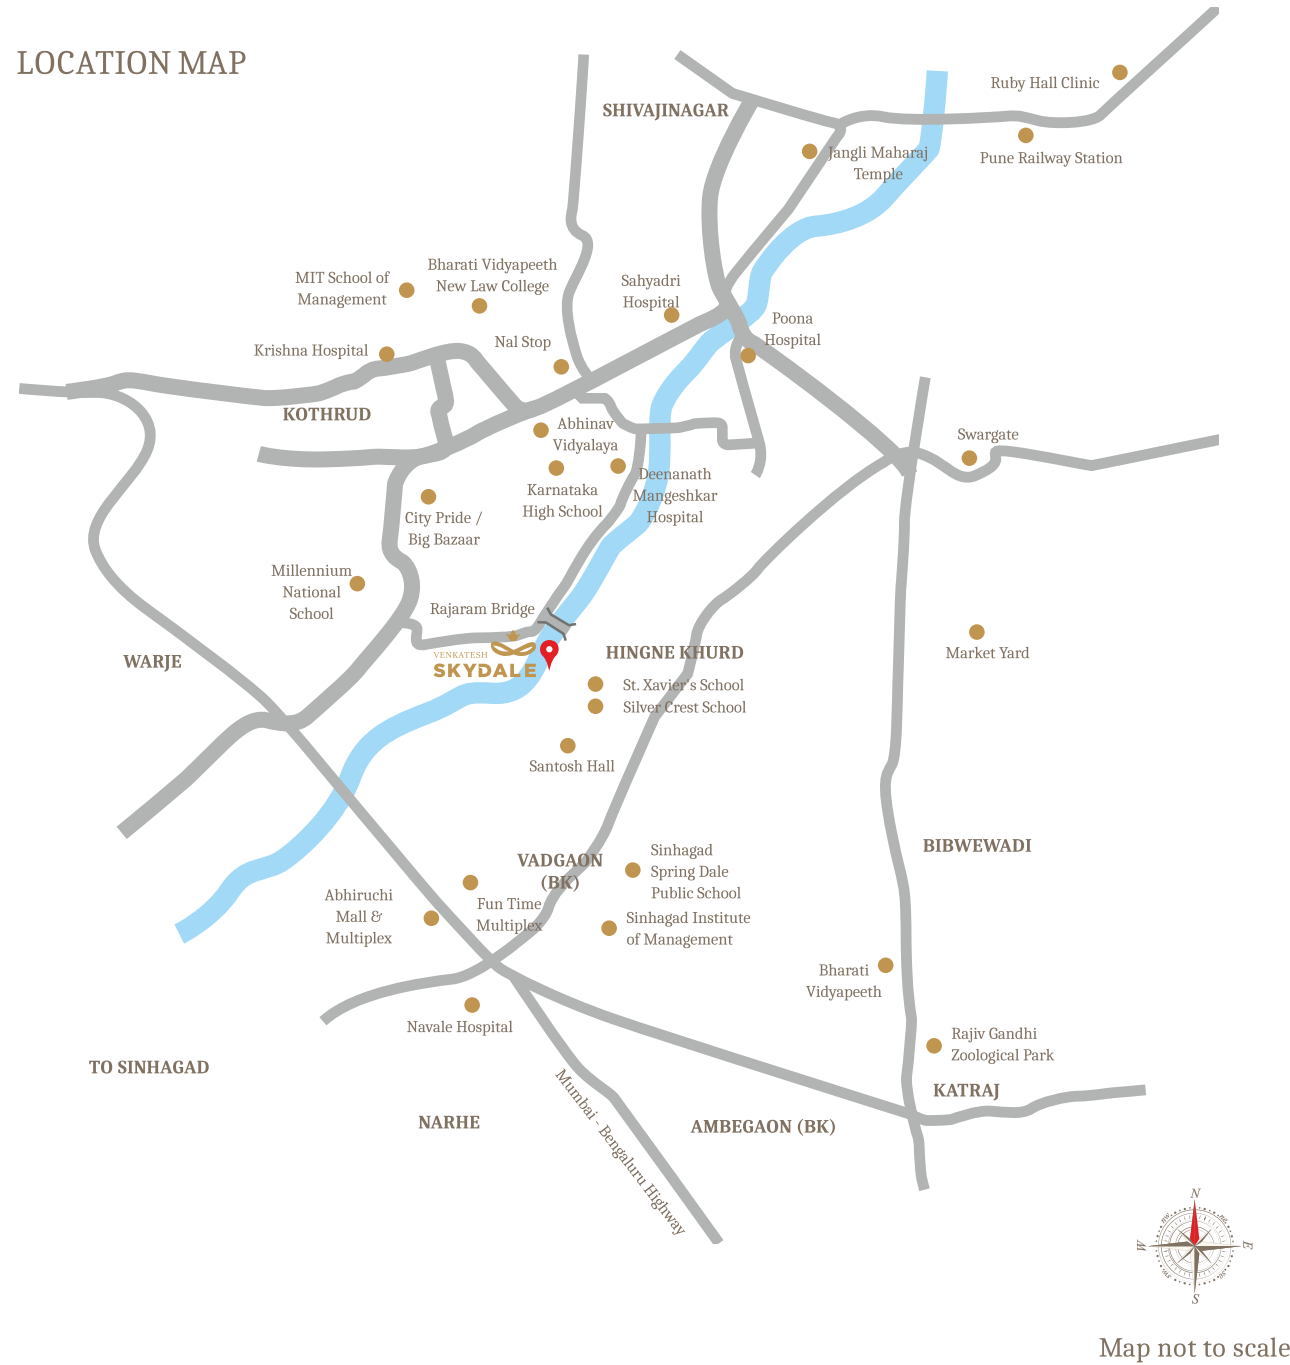 LOCATION MAP
Ruby Hall Clinic
SHIVAJINAGAR
Jangli Maharaj
Temple
Pune Railway Station
MIT School of
Management
Bharati Vidyapeeth
New Law College
Sahyadri
Hospital
Poona
Hospital
Krishna Hospital
Nal Stop
KOTHRUD
Abhinav
Vidyalaya
Swargate
Karnataka
High School
Deenanath
Mangeshkar
Hospital
City Pride /
Big Bazaar
Millennium
National
School
Rajaram Bridge
VENKATESH
SKYDALE
WARJE
HINGNE KHURD
Market Yard
St. Xavier's School
Silver Crest School
Santosh Hall
VADGAON
(BK)
Sinhagad
Spring Dale
Public School
BIBWEWADI
Abhiruchi
Mall &
Multiplex
Fun Time
Multiplex
Sinhagad Institute
of Management
Bharati
Vidyapeeth
Navale Hospital
Rajiv Gandhi
Zoological Park
TO SINHAGAD
KATRAJ
NARHE
Mumbai - Bengaluru Highway
AMBEGAON (BK)
N
NW
NE
W
E
SW
SE
S
Map not to scale